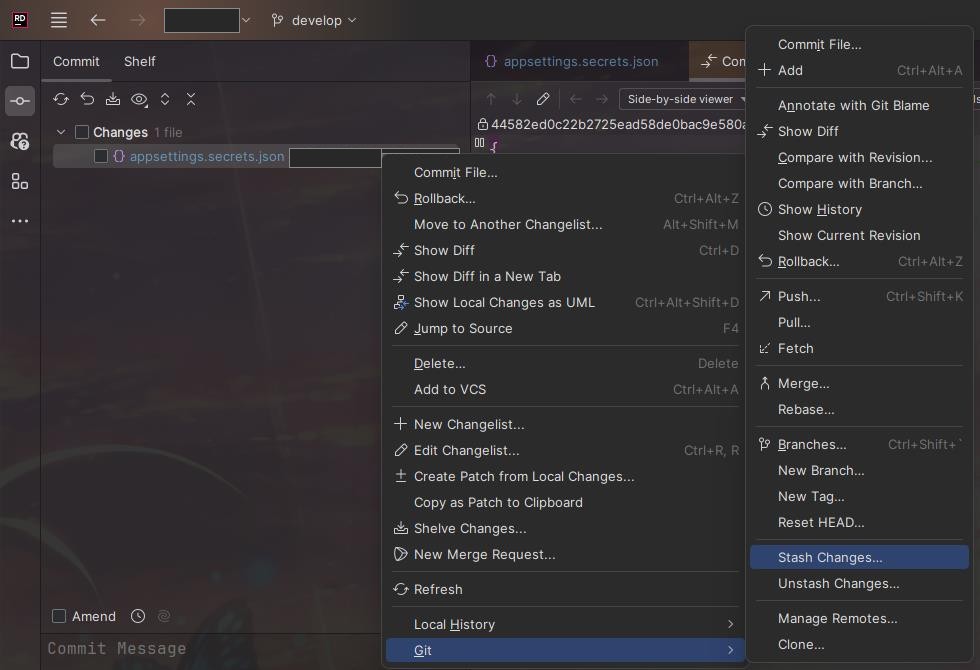 RD
develop
Commit
Shelf
Changes 1 file
{} appsettings.secrets.json
Amend
Commit Message
{} appsettings.secrets.json
Side-by-side viewer
{
Commit File...
Rollback... Ctrl+Alt+Z
Move to Another Changelist... Alt+Shift+M
Show Diff Ctrl+D
Show Diff in a New Tab
Show Local Changes as UML Ctrl+Alt+Shift+D
Jump to Source F4
Delete... Delete
Add to VCS Ctrl+Alt+A
New Changelist...
Edit Changelist... Ctrl+R, R
Create Patch from Local Changes...
Copy as Patch to Clipboard
Shelve Changes...
New Merge Request...
Refresh
Local History
Git
Commit File...
Add Ctrl+Alt+A
Annotate with Git Blame
Show Diff
Compare with Revision...
Compare with Branch...
Show History
Show Current Revision
Rollback... Ctrl+Alt+Z
Push... Ctrl+Shift+K
Pull...
Fetch
Merge...
Rebase...
Branches... Ctrl+Shift+`
New Branch...
New Tag...
Reset HEAD...
Stash Changes...
Unstash Changes...
Manage Remotes...
Clone...